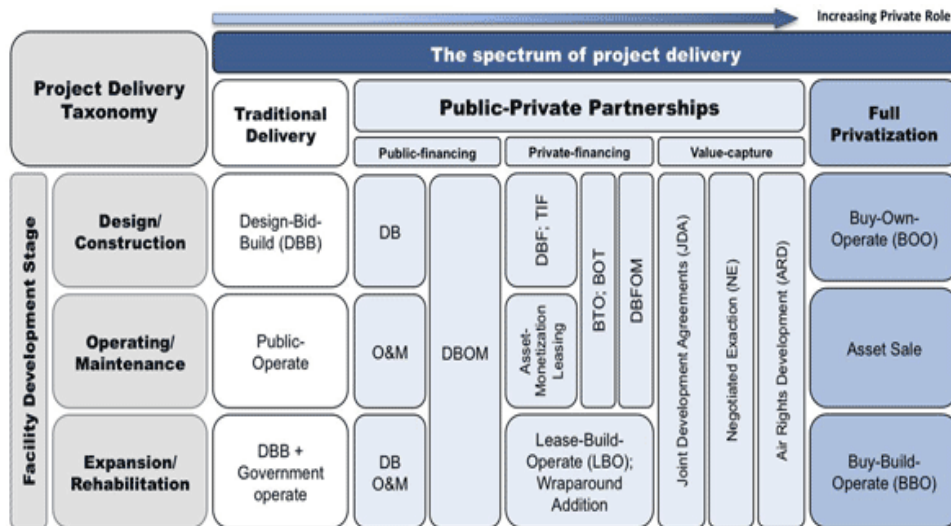 Increasing Private Role
The spectrum of project delivery
Project Delivery
Taxonomy
Traditional
Delivery
Public-Private Partnerships
Full
Privatization
Public-financing
Private-financing
Value-capture
Facility Development Stage
Design/
Construction
Design-Bid-
Build (DBB)
DB
DBOM
DBF; TIF
BTO; BOT
DBFOM
Joint Development Agreements (JDA)
Negotiated Exaction (NE)
Air Rights Development (ARD)
Buy-Own-
Operate (BOO)
Operating/
Maintenance
Public-
Operate
O&M
Asset-
Monetization
Leasing
Asset Sale
Expansion/
Rehabilitation
DBB +
Government
operate
DB
O&M
Lease-Build-
Operate (LBO);
Wraparound
Addition
Buy-Build-
Operate (BBO)